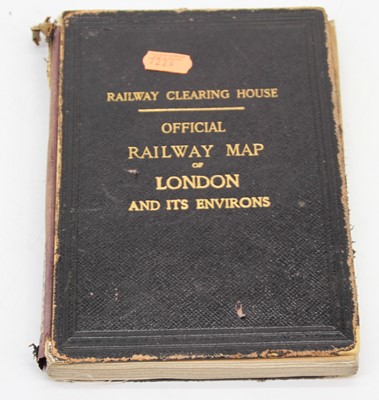 RAILWAY CLEARING HOUSE
OFFICIAL
RAILWAY MAP
OF
LONDON
AND ITS ENVIRONS